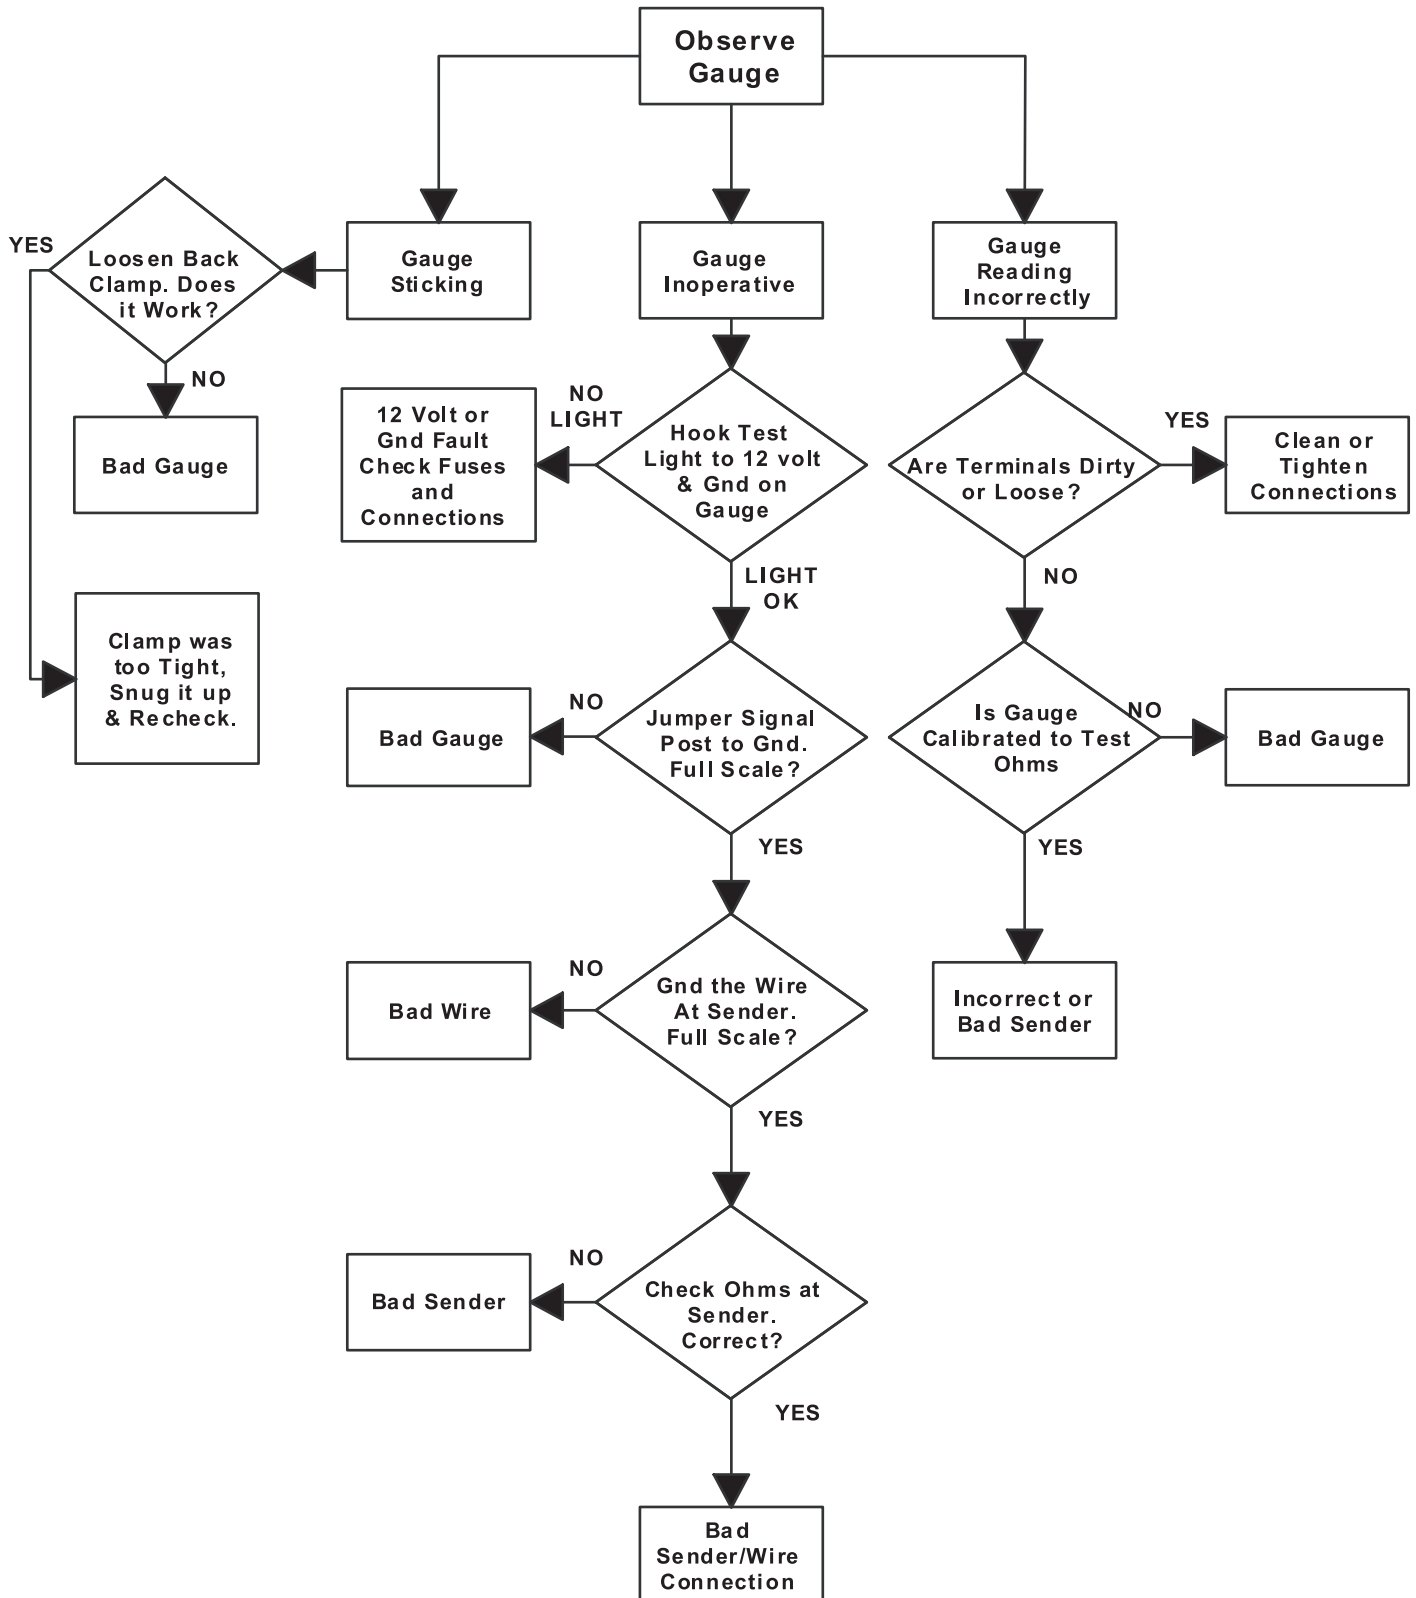 Observe
Gauge
YES
Loosen Back
Clamp. Does
it Work?
Gauge
Sticking
Gauge
Inoperative
Gauge
Reading
Incorrectly
NO
Bad Gauge
Clamp was
too Tight,
Snug it up
& Recheck.
NO
LIGHT
12 Volt or
Gnd Fault
Check Fuses
and
Connections
Hook Test
Light to 12 volt
& Gnd on
Gauge
LIGHT
OK
NO
Bad Gauge
Jumper Signal
Post to Gnd.
Full Scale?
YES
NO
Bad Wire
Gnd the Wire
At Sender.
Full Scale?
YES
NO
Bad Sender
Check Ohms at
Sender.
Correct?
YES
Bad
Sender/Wire
Connection
Are Terminals Dirty
or Loose?
YES
Clean or
Tighten
Connections
NO
Is Gauge
Calibrated to Test
Ohms
NO
Bad Gauge
YES
Incorrect or
Bad Sender